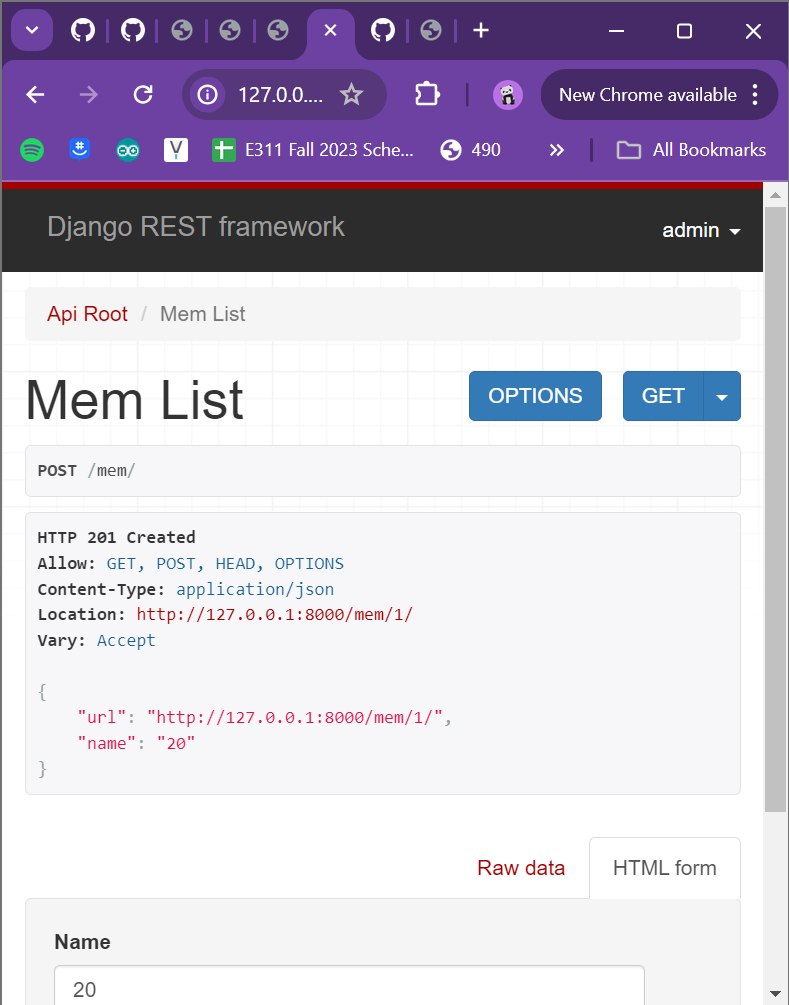 127.0.0....
New Chrome available
E311 Fall 2023 Sche...
490
All Bookmarks
Django REST framework
admin
Api Root / Mem List
Mem List
OPTIONS
GET
POST /mem/
HTTP 201 Created
Allow: GET, POST, HEAD, OPTIONS
Content-Type: application/json
Location: http://127.0.0.1:8000/mem/1/
Vary: Accept
{
    "url": "http://127.0.0.1:8000/mem/1/",
    "name": "20"
}
Raw data
HTML form
Name
20